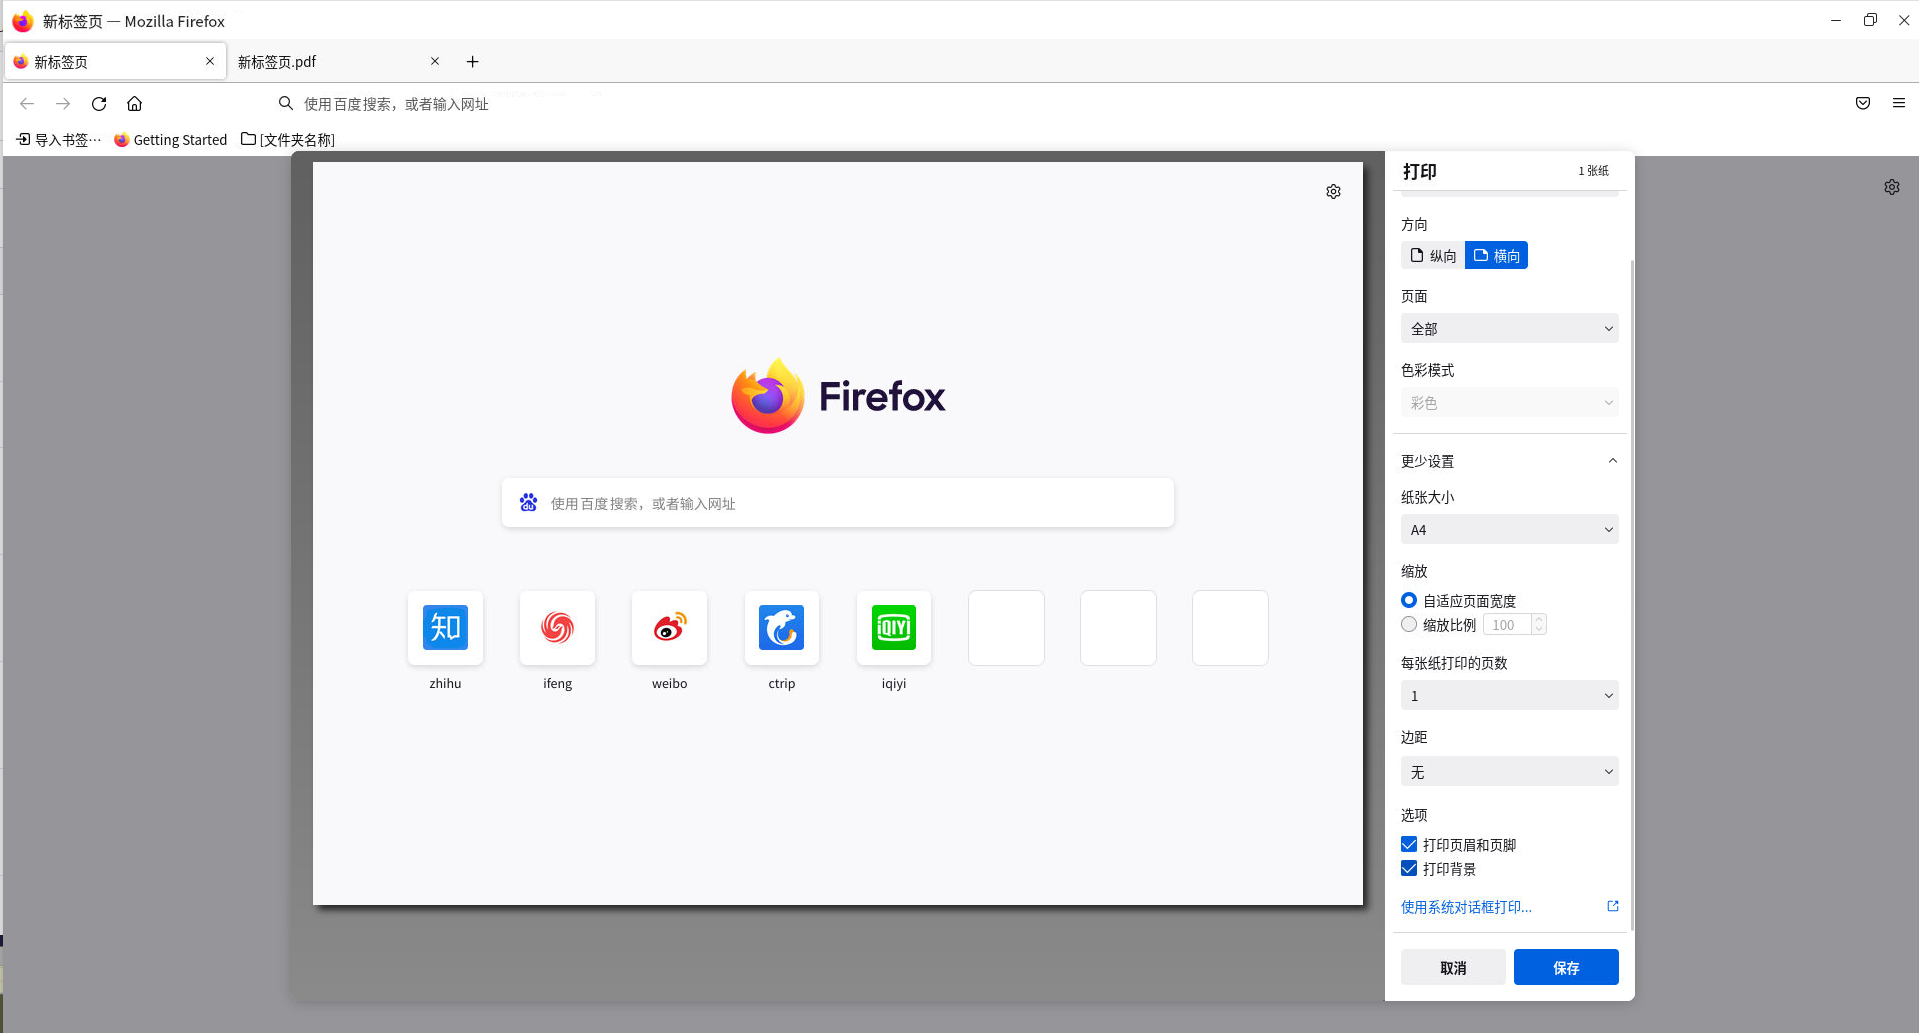 新标签页 — Mozilla Firefox
新标签页
新标签页.pdf
使用百度搜索，或者输入网址
导入书签…
Getting Started
[文件夹名称]
打印
1 张纸
方向
纵向
横向
页面
全部
色彩模式
彩色
更少设置
纸张大小
A4
缩放
自适应页面宽度
缩放比例 100
每张纸打印的页数
1
边距
无
选项
打印页眉和页脚
打印背景
使用系统对话框打印...
取消
保存
Firefox
du
使用百度搜索，或者输入网址
知
iQIYI
zhihu
ifeng
weibo
ctrip
iqiyi